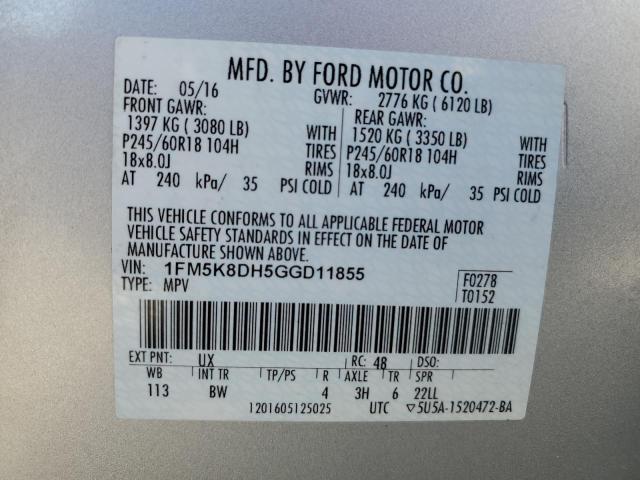 MFD. BY FORD MOTOR CO.
DATE: 05/16 GVWR: 2776 KG ( 6120 LB)
FRONT GAWR: REAR GAWR:
1397 KG ( 3080 LB) WITH 1520 KG ( 3350 LB) WITH
P245/60R18 104H TIRES P245/60R18 104H TIRES
18x8.0J RIMS 18x8.0J RIMS
AT 240 kPa/ 35 PSI COLD AT 240 kPa/ 35 PSI COLD
THIS VEHICLE CONFORMS TO ALL APPLICABLE FEDERAL MOTOR
VEHICLE SAFETY STANDARDS IN EFFECT ON THE DATE OF
MANUFACTURE SHOWN ABOVE.
VIN: 1FM5K8DH5GGD11855 F0278
TYPE: MPV T0152
EXT PNT: UX RC: 48 DSO:
WB INT TR TP/PS R AXLE TR SPR
113 BW 4 3H 6 22LL
1201605125025 UTC ▽5U5A-1520472-BA